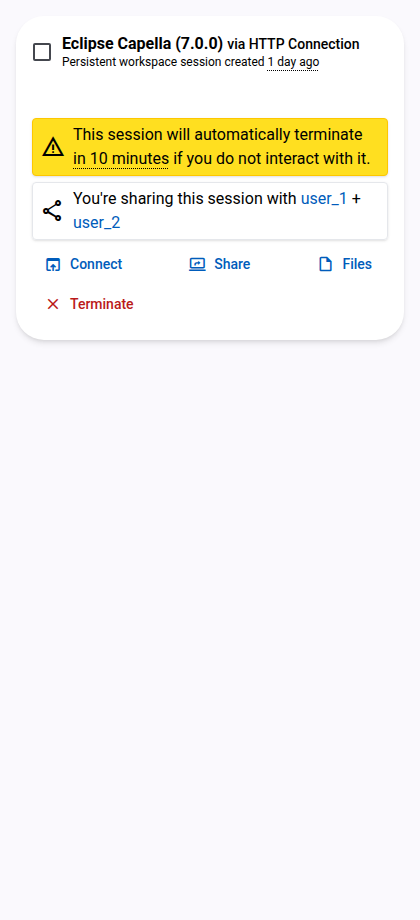 Eclipse Capella (7.0.0) via HTTP Connection
Persistent workspace session created 1 day ago
This session will automatically terminate
in 10 minutes if you do not interact with it.
You're sharing this session with user_1 +
user_2
Connect Share Files
Terminate